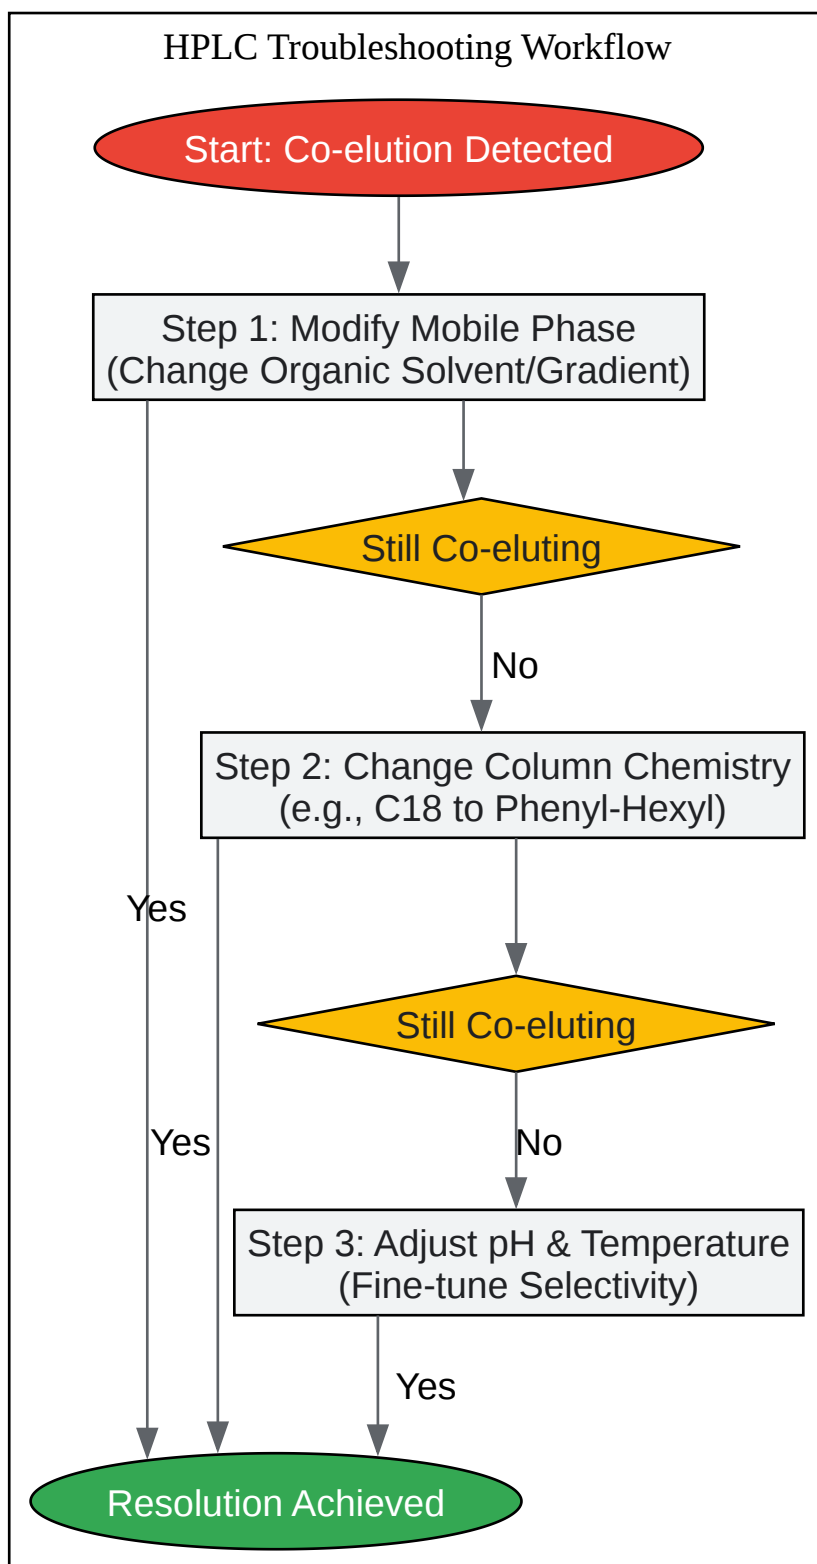 HPLC Troubleshooting Workflow
Start: Co-elution Detected
Step 1: Modify Mobile Phase
(Change Organic Solvent/Gradient)
Still Co-eluting
No
Step 2: Change Column Chemistry
(e.g., C18 to Phenyl-Hexyl)
Yes
Still Co-eluting
Yes
No
Step 3: Adjust pH & Temperature
(Fine-tune Selectivity)
Yes
Resolution Achieved